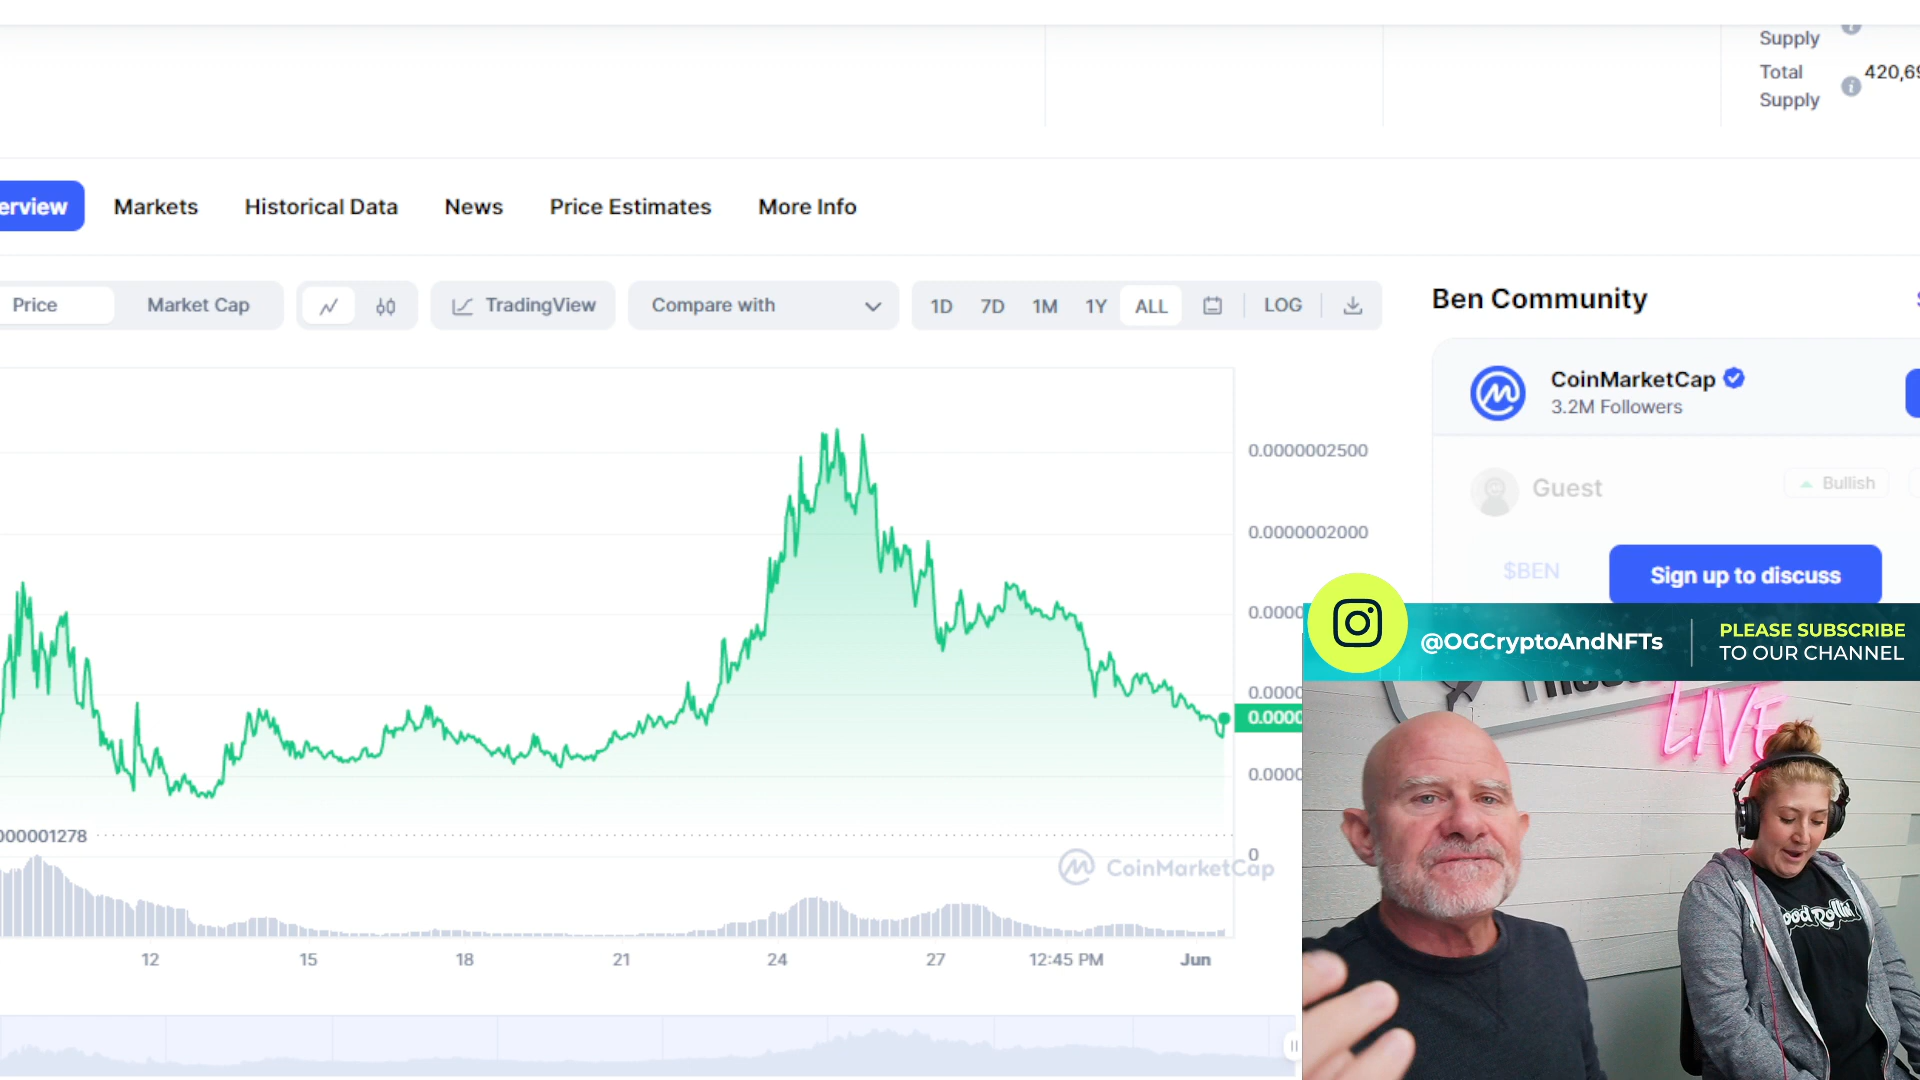 Supply
Total
Supply
420,69
erview
Markets
Historical Data
News
Price Estimates
More Info
Price
Market Cap
TradingView
Compare with
1D
7D
1M
1Y
ALL
LOG
Ben Community
CoinMarketCap
3.2M Followers
Guest
Bullish
$BEN
Sign up to discuss
0.0000002500
0.0000002000
0.0000
0.0000
0.0000
0.0000
0
000001278
CoinMarketCap
12
15
18
21
24
27
12:45 PM
Jun
@OGCryptoAndNFTs
PLEASE SUBSCRIBE
TO OUR CHANNEL
LIVE